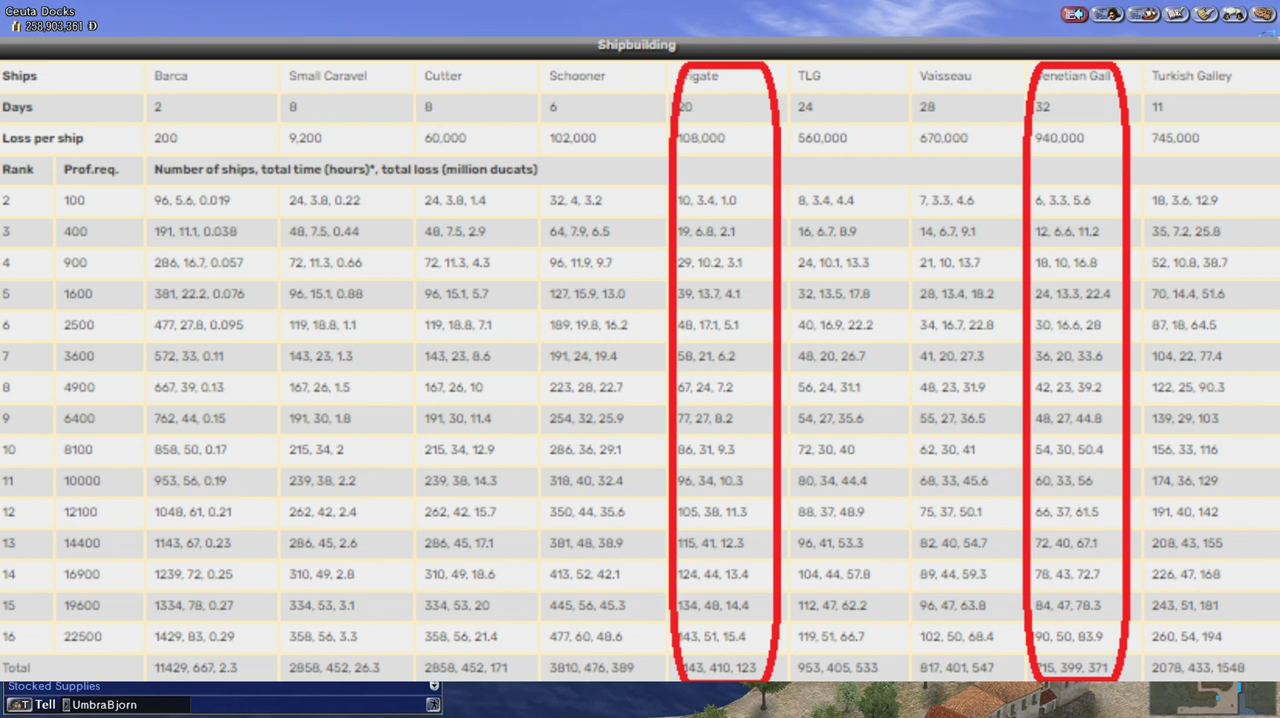 Ceuta Docks
258,903,361 D
Shipbuilding
Ships Barca Small Caravel Cutter Schooner rigate TLG Vaisseau enetian Gall Turkish Galley
Days 2 8 8 6 20 24 28 32 11
Loss per ship 200 9,200 60,000 102,000 108,000 560,000 670,000 940,000 745,000
Rank Prof.req. Number of ships, total time (hours)*, total loss (million ducats)
2 100 96, 5.6, 0.019 24, 3.8, 0.22 24, 3.8, 1.4 32, 4, 3.2 10, 3.4, 1.0 8, 3.4, 4.4 7, 3.3, 4.6 6, 3.3, 5.6 18, 3.6, 12.9
3 400 191, 11.1, 0.038 48, 7.5, 0.44 48, 7.5, 2.9 64, 7.9, 6.5 19, 6.8, 2.1 16, 6.7, 8.9 14, 6.7, 9.1 12, 6.6, 11.2 35, 7.2, 25.8
4 900 286, 16.7, 0.057 72, 11.3, 0.66 72, 11.3, 4.3 96, 11.9, 9.7 29, 10.2, 3.1 24, 10.1, 13.3 21, 10, 13.7 18, 10, 16.8 52, 10.8, 38.7
5 1600 381, 22.2, 0.076 96, 15.1, 0.88 96, 15.1, 5.7 127, 15.9, 13.0 39, 13.7, 4.1 32, 13.5, 17.8 28, 13.4, 18.2 24, 13.3, 22.4 70, 14.4, 51.6
6 2500 477, 27.8, 0.095 119, 18.8, 1.1 119, 18.8, 7.1 189, 19.8, 16.2 48, 17.1, 5.1 40, 16.9, 22.2 34, 16.7, 22.8 30, 16.6, 28 87, 18, 64.5
7 3600 572, 33, 0.11 143, 23, 1.3 143, 23, 8.6 191, 24, 19.4 58, 21, 6.2 48, 20, 26.7 41, 20, 27.3 36, 20, 33.6 104, 22, 77.4
8 4900 667, 39, 0.13 167, 26, 1.5 167, 26, 10 223, 28, 22.7 67, 24, 7.2 56, 24, 31.1 48, 23, 31.9 42, 23, 39.2 122, 25, 90.3
9 6400 762, 44, 0.15 191, 30, 1.8 191, 30, 11.4 254, 32, 25.9 77, 27, 8.2 54, 27, 35.6 55, 27, 36.5 48, 27, 44.8 139, 29, 103
10 8100 858, 50, 0.17 215, 34, 2 215, 34, 12.9 286, 36, 29.1 86, 31, 9.3 72, 30, 40 62, 30, 41 54, 30, 50.4 156, 33, 116
11 10000 953, 56, 0.19 239, 38, 2.2 239, 38, 14.3 318, 40, 32.4 96, 34, 10.3 80, 34, 44.4 68, 33, 45.6 60, 33, 56 174, 36, 129
12 12100 1048, 61, 0.21 262, 42, 2.4 262, 42, 15.7 350, 44, 35.6 105, 38, 11.3 88, 37, 48.9 75, 37, 50.1 66, 37, 61.5 191, 40, 142
13 14400 1143, 67, 0.23 286, 45, 2.6 286, 45, 17.1 381, 48, 38.9 115, 41, 12.3 96, 41, 53.3 82, 40, 54.7 72, 40, 67.1 208, 43, 155
14 16900 1239, 72, 0.25 310, 49, 2.8 310, 49, 18.6 413, 52, 42.1 124, 44, 13.4 104, 44, 57.8 89, 44, 59.3 78, 43, 72.7 226, 47, 168
15 19600 1334, 78, 0.27 334, 53, 3.1 334, 53, 20 445, 56, 45.3 134, 48, 14.4 112, 47, 62.2 96, 47, 63.8 84, 47, 78.3 243, 51, 181
16 22500 1429, 83, 0.29 358, 56, 3.3 358, 56, 21.4 477, 60, 48.6 143, 51, 15.4 119, 51, 66.7 102, 50, 68.4 90, 50, 83.9 260, 54, 194
Total 11429, 667, 2.3 2858, 452, 26.3 2858, 452, 171 3810, 476, 389 143, 410, 123 953, 405, 533 817, 401, 547 715, 399, 371 2078, 433, 1548
Stocked Supplies
T Tell UmbraBjorn